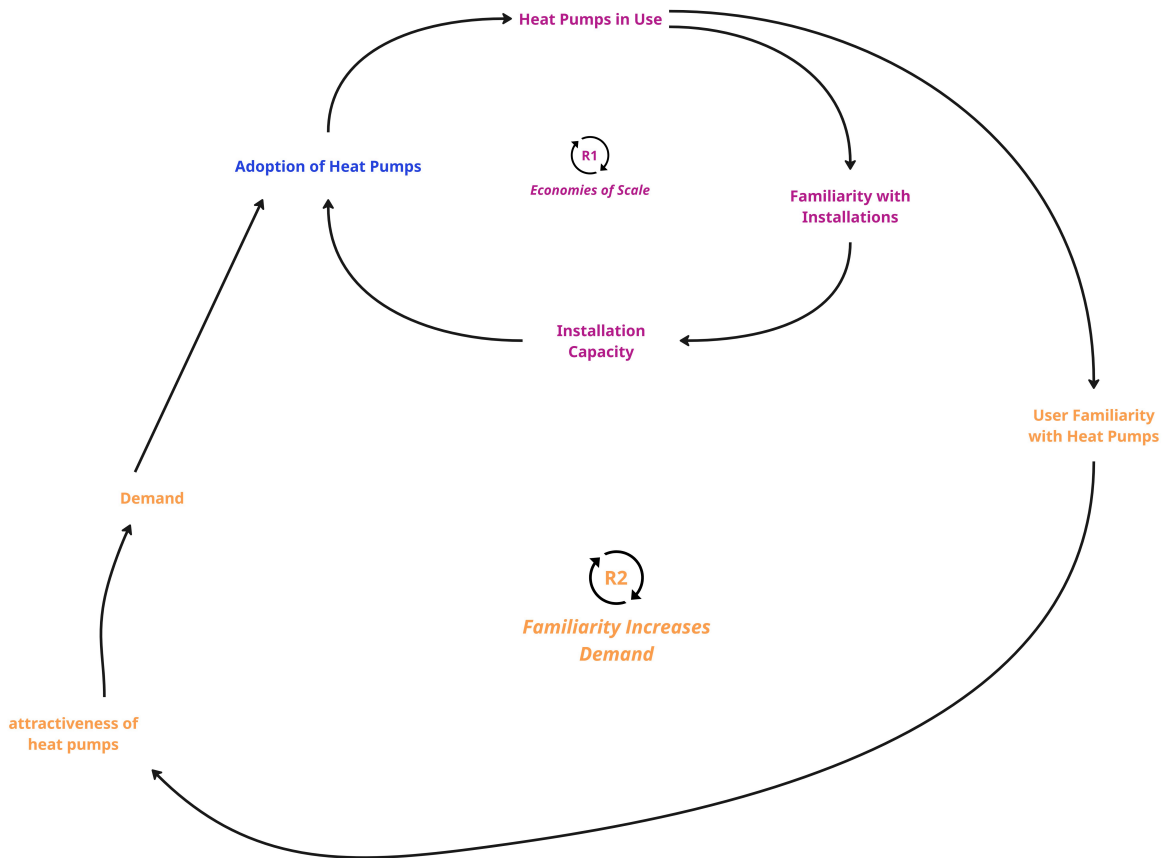 Heat Pumps in Use
R1
Economies of Scale
Adoption of Heat Pumps
Familiarity with
Installations
Installation
Capacity
User Familiarity
with Heat Pumps
Demand
R2
Familiarity Increases
Demand
attractiveness of
heat pumps